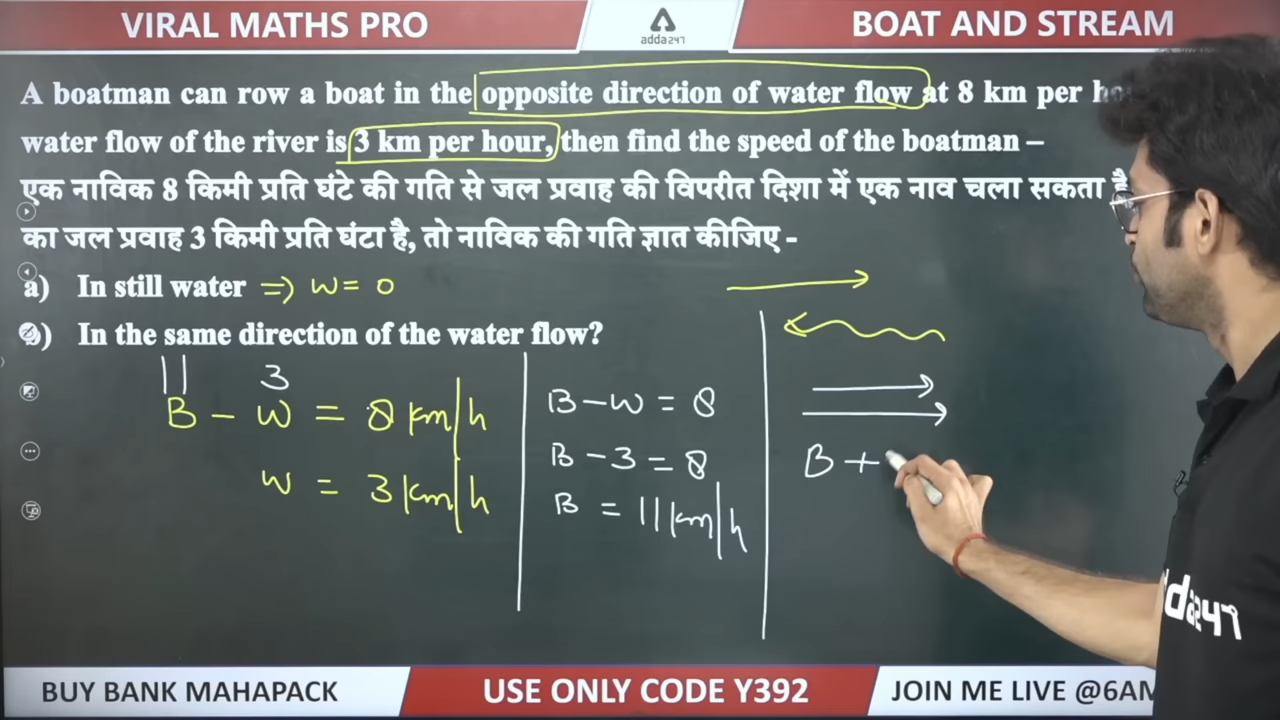 VIRAL MATHS PRO
adda247
BOAT AND STREAM
A boatman can row a boat in the opposite direction of water flow at 8 km per
water flow of the river is 3 km per hour, then find the speed of the boatman –
एक नाविक 8 किमी प्रति घंटे की गति से जल प्रवाह की विपरीत दिशा में एक नाव चला सकता है
का जल प्रवाह 3 किमी प्रति घंटा है, तो नाविक की गति ज्ञात कीजिए -
a) In still water => W = 0
In the same direction of the water flow?
11 3
B - W = 8 km/h
W = 3 km/h
B - W = 8
B - 3 = 8
B = 11 km/h
B +
adda247
BUY BANK MAHAPACK
USE ONLY CODE Y392
JOIN ME LIVE @6AM